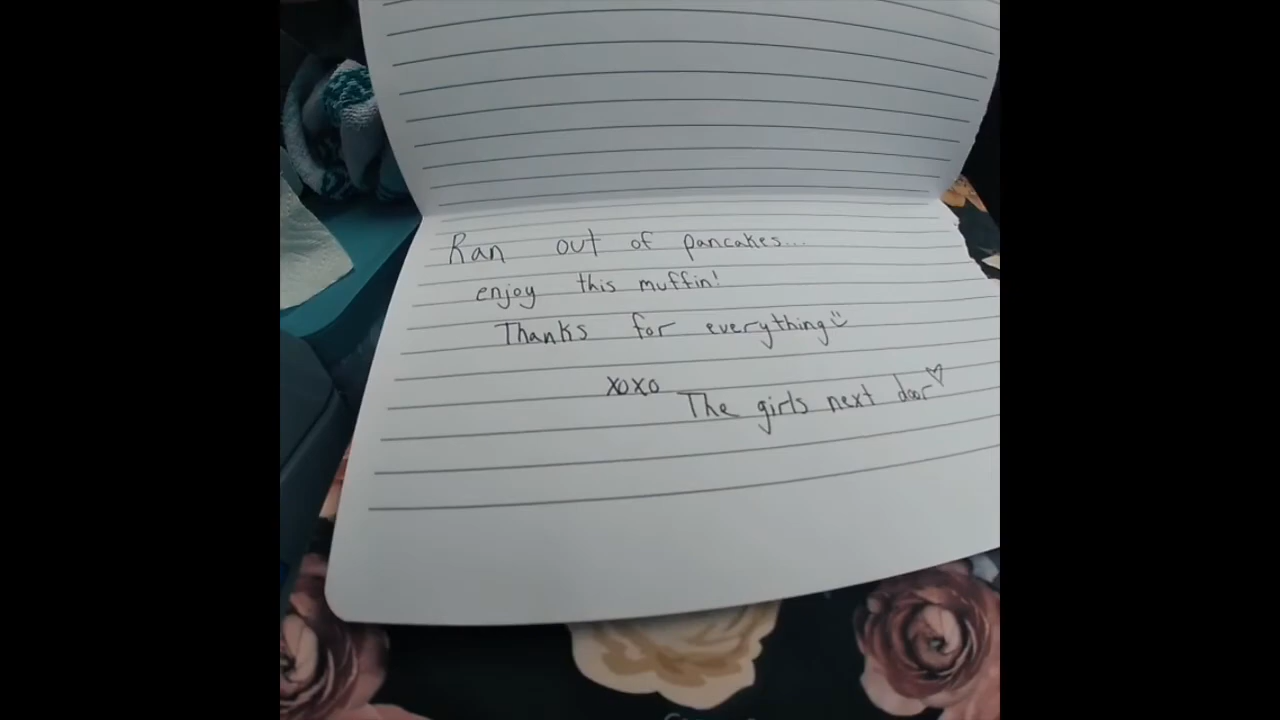 Ran out of pancakes...
enjoy this muffin!
Thanks for everything
xoxo The girls next door